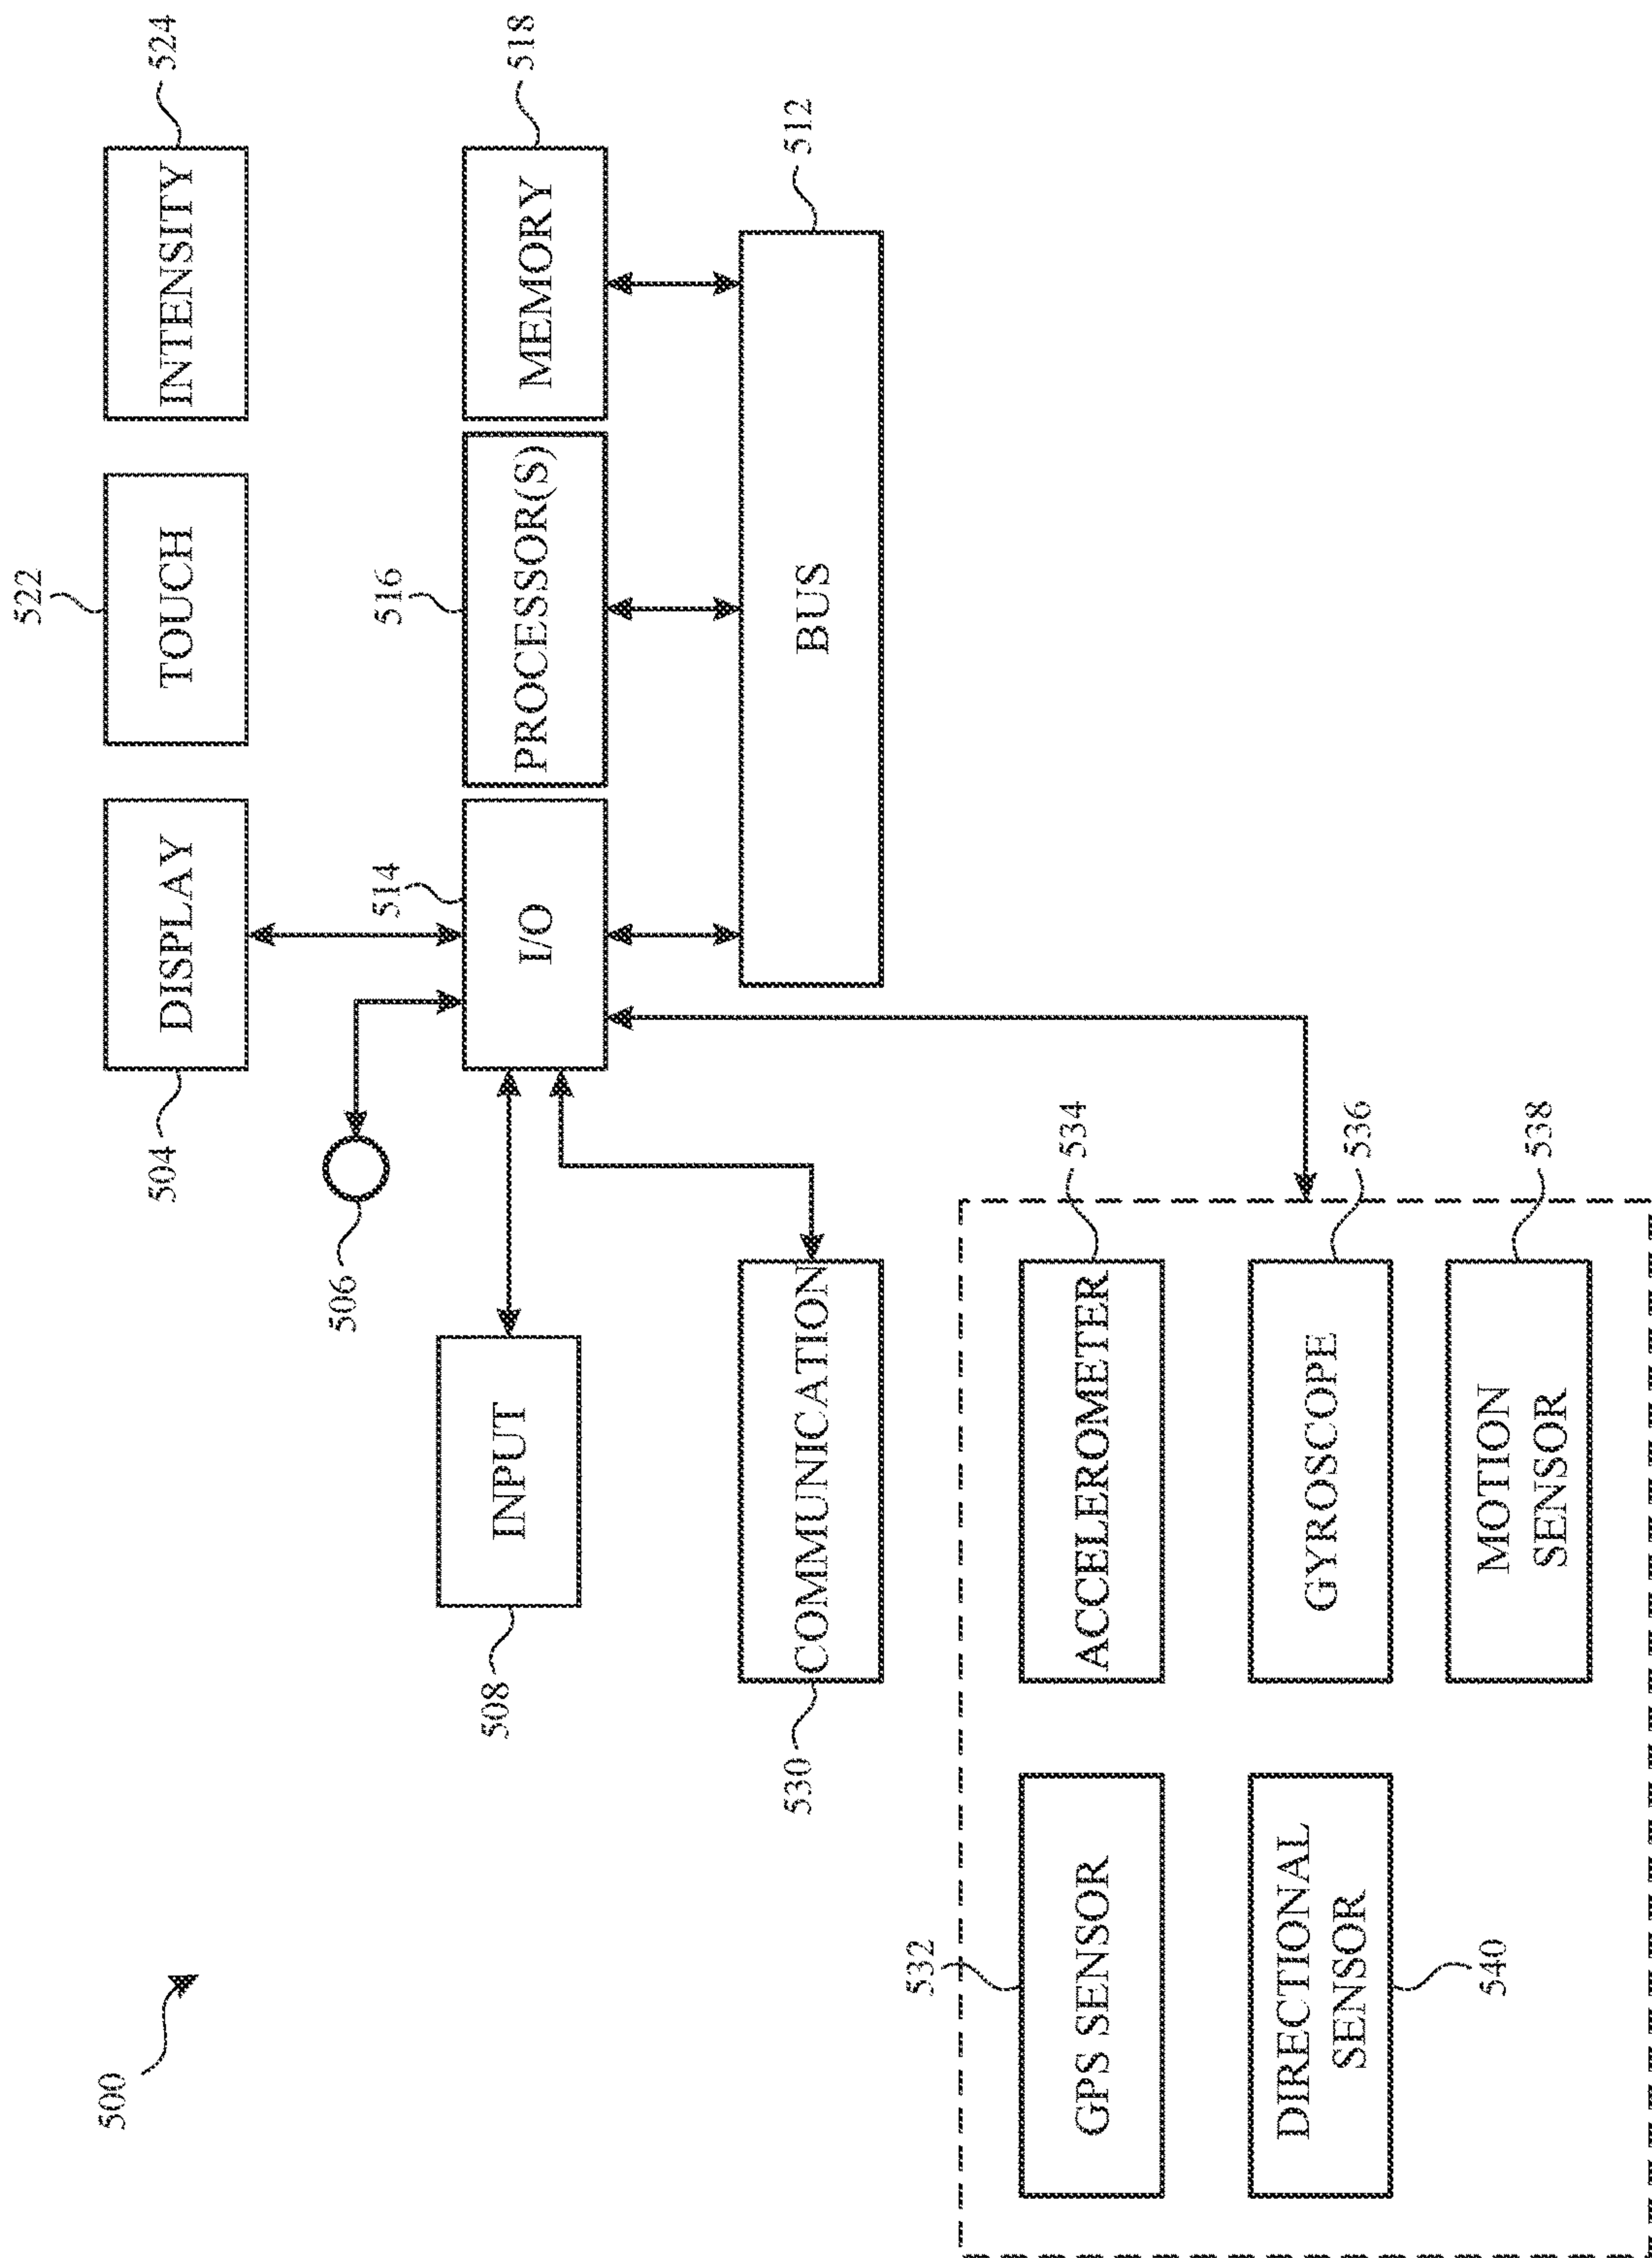 500
504
DISPLAY
522
TOUCH
INTENSITY
524
506
508
INPUT
514
I/O
516
PROCESSOR(S)
MEMORY
518
530
COMMUNICATION
BUS
512
532
GPS SENSOR
ACCELEROMETER
534
DIRECTIONAL
SENSOR
540
GYROSCOPE
536
MOTION
SENSOR
538